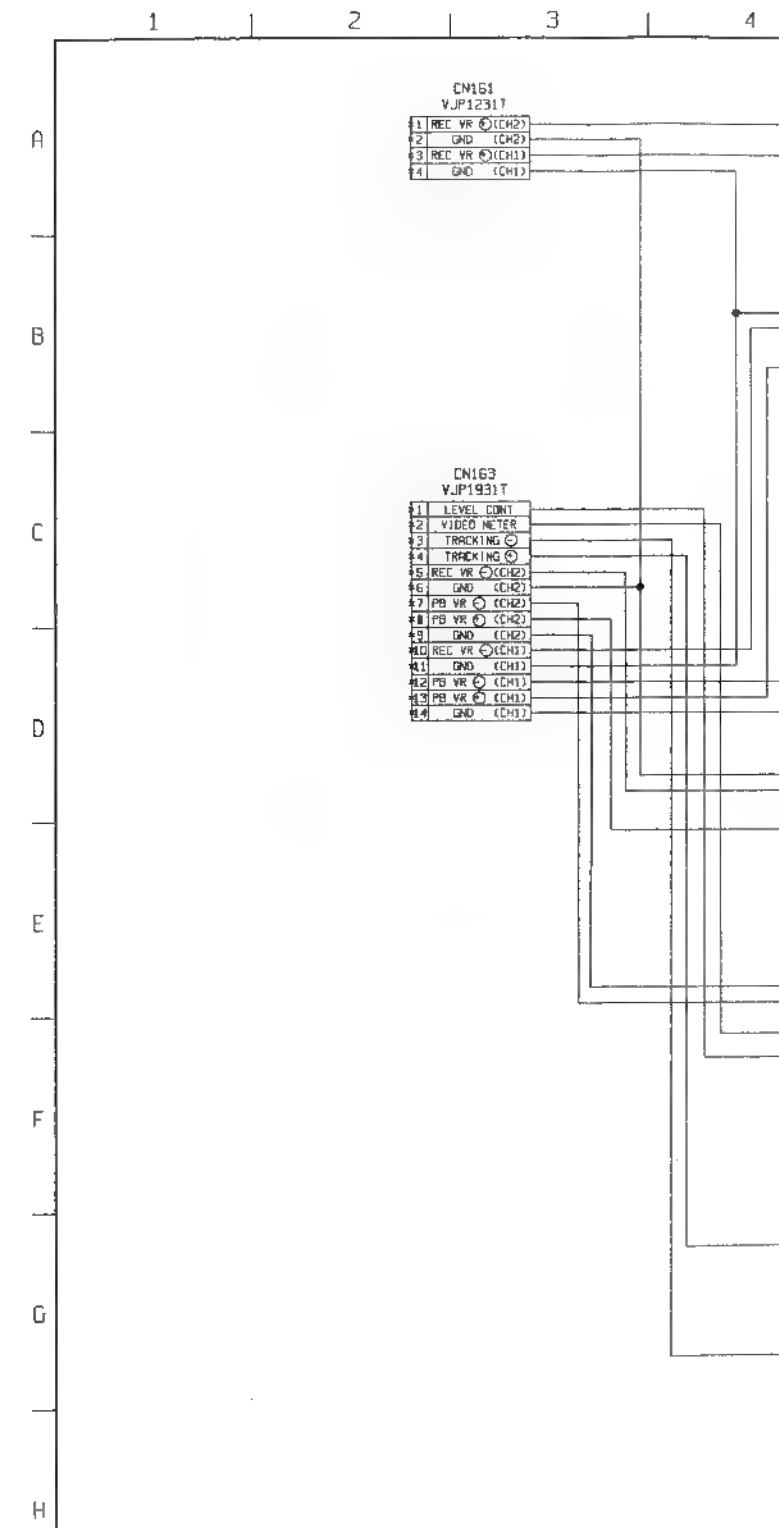 1 2 3 4
A
CN161
VJP1231T
1 REC VR ⊕(CH2)
2 GND (CH2)
3 REC VR ⊕(CH1)
4 GND (CH1)
B
CN163
VJP1931T
C
1 LEVEL CONT
2 VIDEO METER
3 TRACKING ⊖
4 TRACKING ⊕
5 REC VR ⊖(CH2)
6 GND (CH2)
7 PB VR ⊖ (CH2)
8 PB VR ⊕ (CH2)
9 GND (CH2)
10 REC VR ⊖(CH1)
11 GND (CH1)
12 PB VR ⊖ (CH1)
13 PB VR ⊕ (CH1)
14 GND (CH1)
D
E
F
G
H